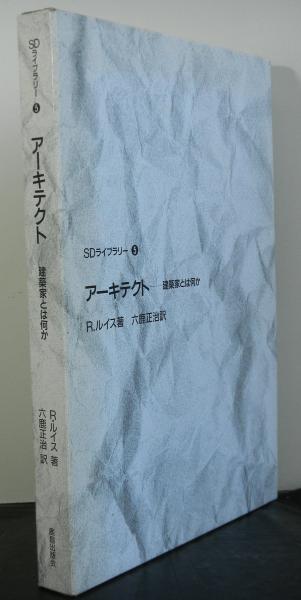 SDライブラリー 5
アーキテクト
建築家とは何か
R.ルイス 著
六鹿正治 訳
鹿島出版会
SDライブラリー 5
アーキテクト——建築家とは何か
R.ルイス著 六鹿正治訳